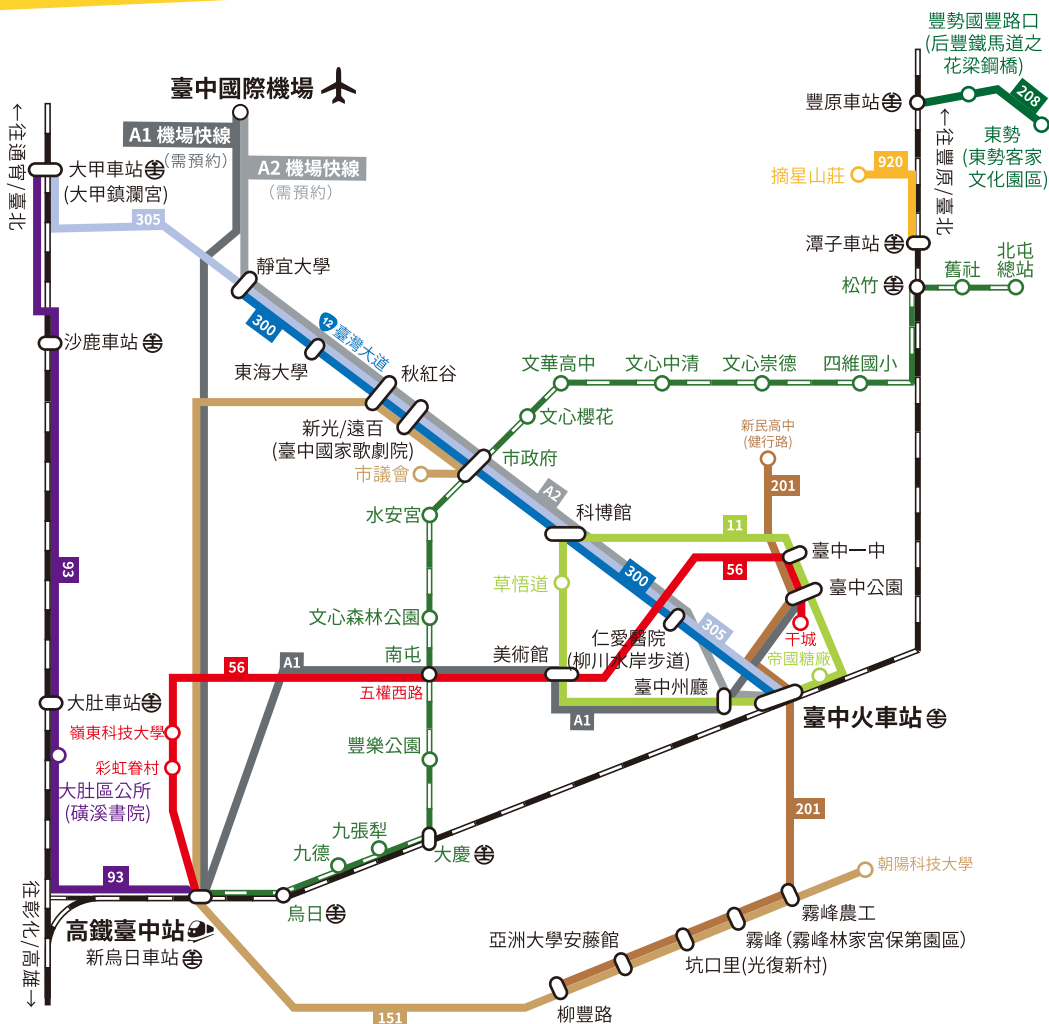 豐勢國豐路口
(后豐鐵馬道之
花梁鋼橋)
208
東勢
(東勢客家
文化園區)
豐原車站
←往豐原/臺北
920
摘星山莊
潭子車站
松竹
舊社
北屯
總站
臺中國際機場
A1 機場快線
(需預約)
A2 機場快線
(需預約)
←往通宵/臺北
大甲車站
(大甲鎮瀾宮)
305
靜宜大學
300
12
臺灣大道
沙鹿車站
東海大學
秋紅谷
新光/遠百
(臺中國家歌劇院)
市議會
市政府
文心櫻花
文華高中
文心中清
文心崇德
四維國小
新民高中
(健行路)
201
水安宮
A2
科博館
11
臺中一中
56
300
草悟道
臺中公園
93
文心森林公園
仁愛醫院
(柳川水岸步道)
305
干城
帝國糖廠
南屯
美術館
56
A1
五權西路
臺中州廳
A1
臺中火車站
大肚車站
嶺東科技大學
彩虹眷村
豐樂公園
大肚區公所
(磺溪書院)
201
九張犁
九德
大慶
朝陽科技大學
93
往彰化/高雄→
高鐵臺中站
新烏日車站
烏日
霧峰農工
霧峰(霧峰林家宮保第園區)
亞洲大學安藤館
坑口里(光復新村)
柳豐路
151